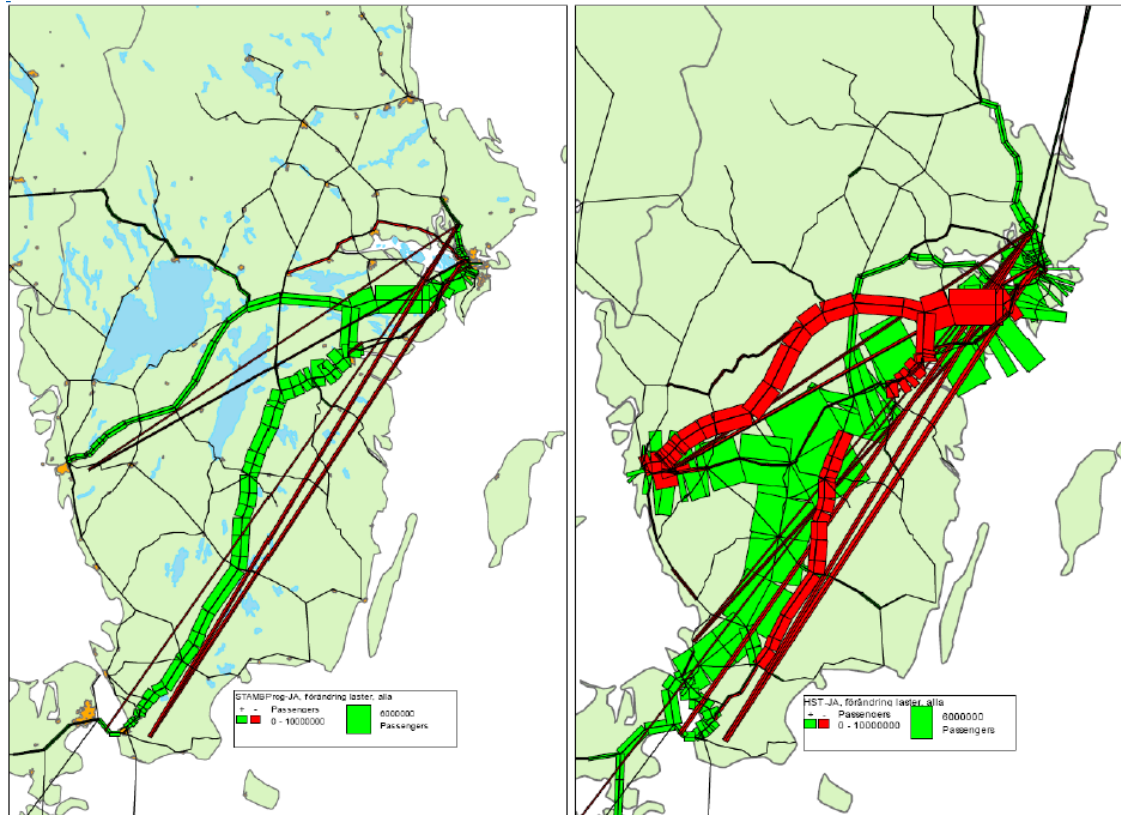 STAMBProg-JA, förändring laster, alla
+ - Passengers
0 - 10000000
6000000
Passengers
HST-JA, förändring laster, alla
+ - Passengers
0 - 10000000
6000000
Passengers